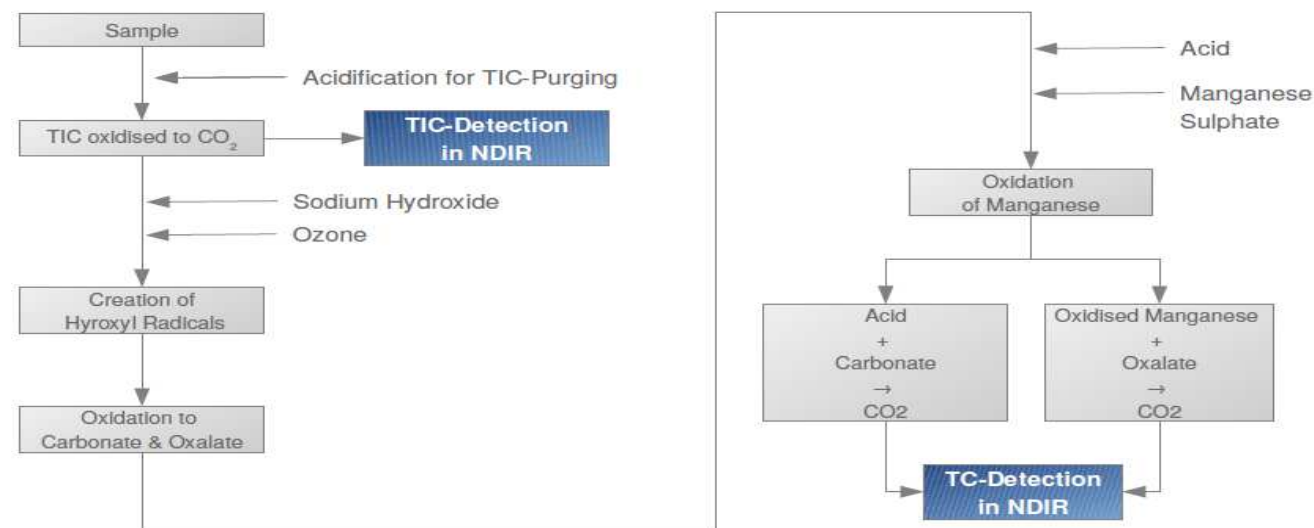 Sample
Acidification for TIC-Purging
TIC oxidised to CO₂
TIC-Detection
in NDIR
Sodium Hydroxide
Ozone
Creation of
Hyroxyl Radicals
Oxidation to
Carbonate & Oxalate
Acid
Manganese
Sulphate
Oxidation
of Manganese
Acid
+
Carbonate
→
CO2
Oxidised Manganese
+
Oxalate
→
CO2
TC-Detection
in NDIR